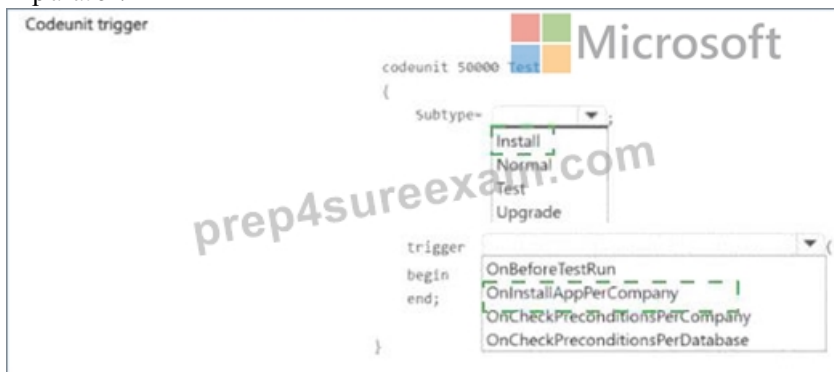 Codeunit trigger
Microsoft
codeunit 50000 Test
{
Subtype= ;
Install
Normal
Test
Upgrade
prep4sureexam.com
trigger (
begin
end;
OnBeforeTestRun
OnInstallAppPerCompany
OnCheckPreconditionsPerCompany
OnCheckPreconditionsPerDatabase
}